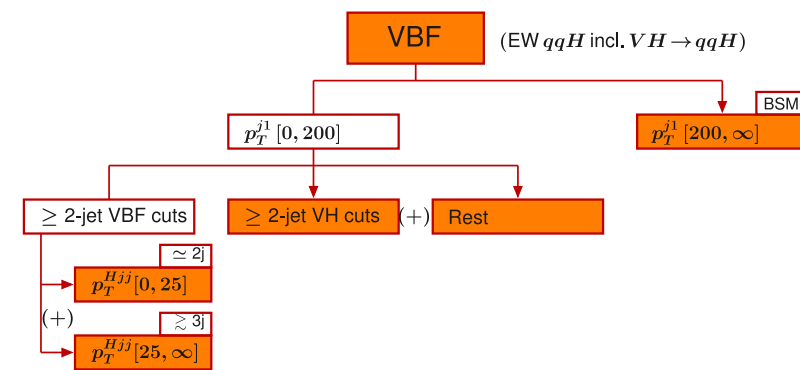 VBF (EW qqH incl. VH → qqH)
BSM
p_T^{j1} [0, 200] p_T^{j1} [200, ∞]
≥ 2-jet VBF cuts ≥ 2-jet VH cuts (+) Rest
≃ 2j
p_T^{Hjj} [0, 25]
(+)
≳ 3j
p_T^{Hjj} [25, ∞]